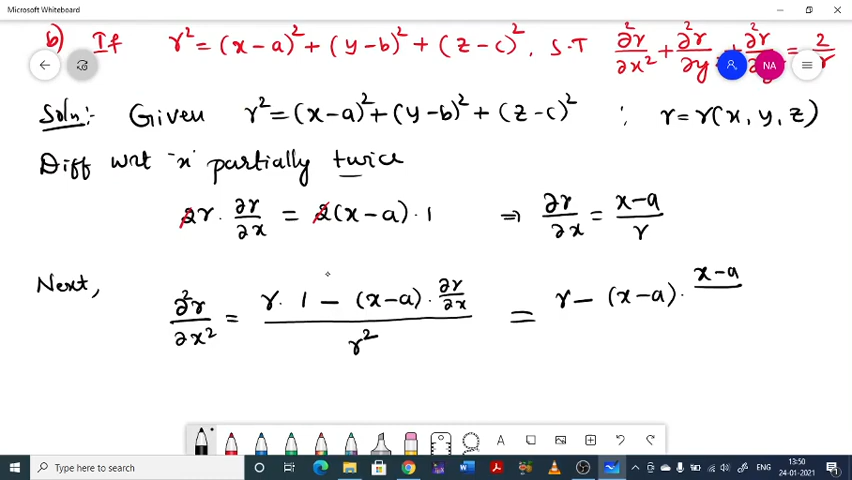 Microsoft Whiteboard
b) If r² = (x-a)² + (y-b)² + (z-c)², S.T ∂²r/∂x² + ∂²r/∂y² + ∂²r/∂ = 2/r
NA
Soln:- Given r² = (x-a)² + (y-b)² + (z-c)² : r = r(x, y, z)
Diff wrt 'x' partially twice
2r · ∂r/∂x = 2(x-a) · 1 ⇒ ∂r/∂x = x-a/r
Next, ∂²r/∂x² = r · 1 - (x-a) · ∂r/∂x / r² = r - (x-a) · x-a
Type here to search
ENG
13:50
24-01-2021